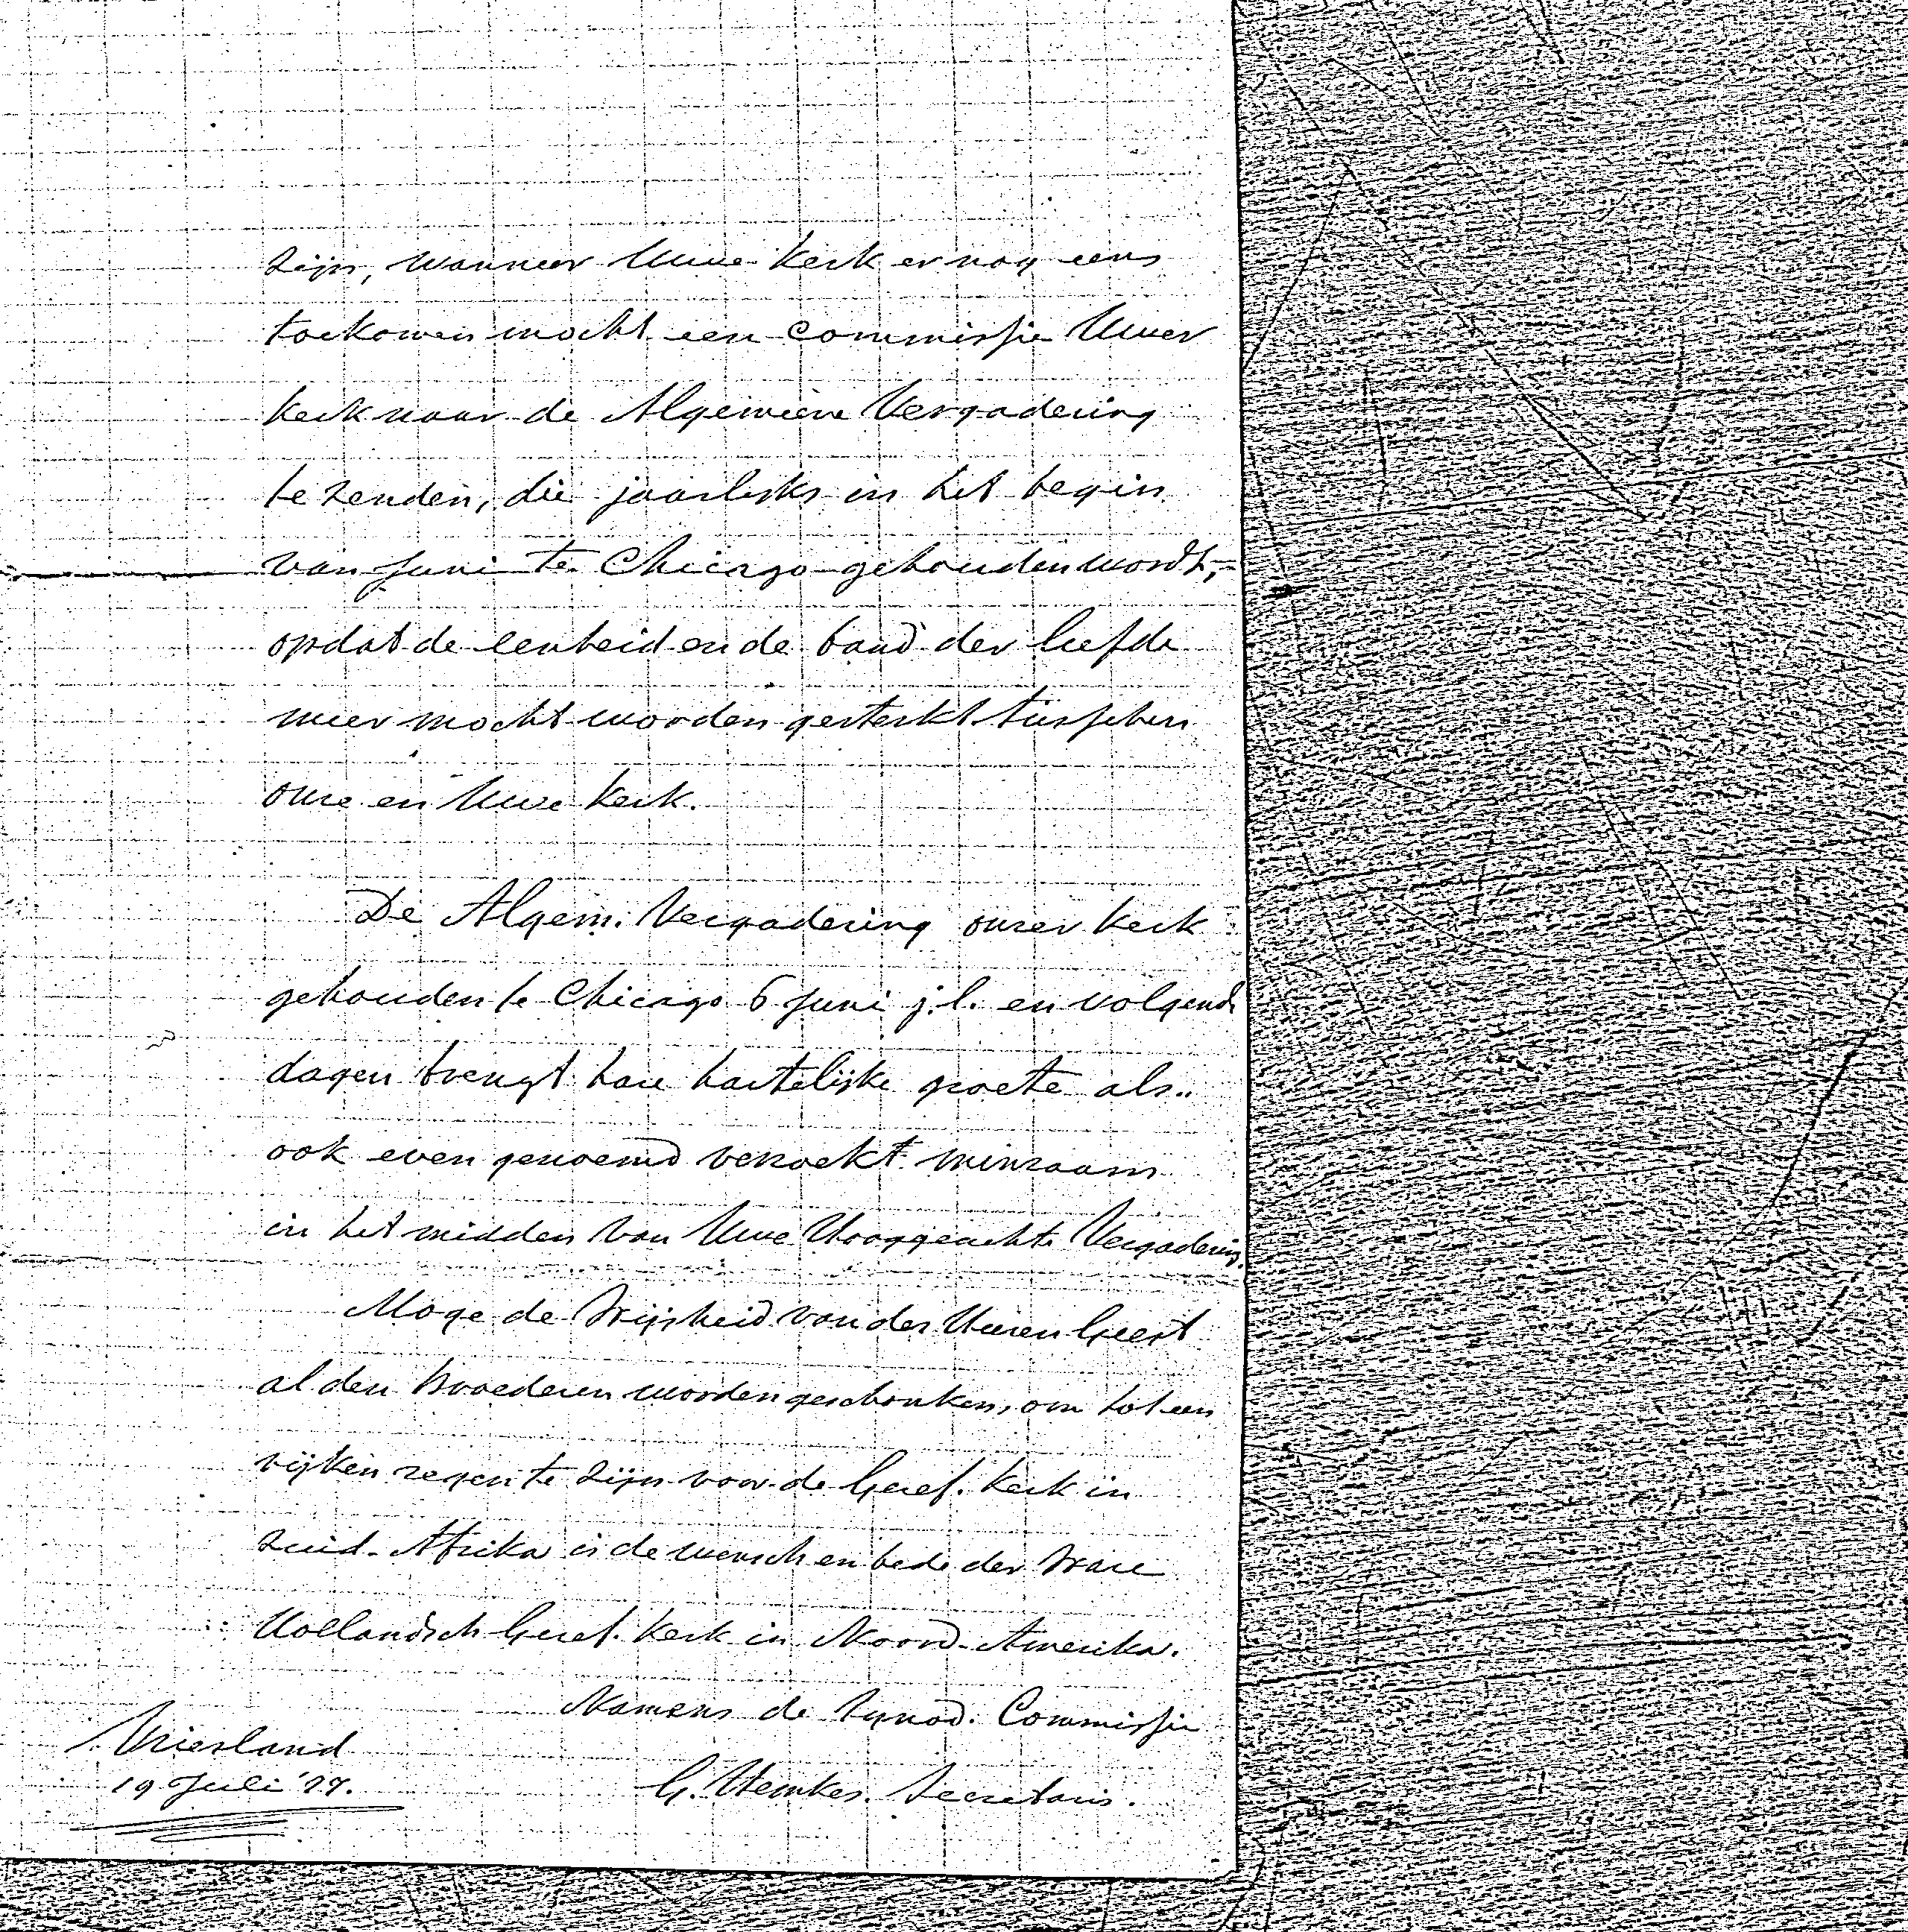 zijn, wanneer Uwe Kerk er nog eens
toekomen mocht een commissie Uwer
Kerk naar de Algemeene Vergadering
te zenden, die jaarlijks in het begin
van Juni te Chicago gehouden wordt,
opdat de eenheid en de band der liefde
meer mocht worden gesterkt tusschen
onze en Uwe Kerk.
De Algem. Vergadering onzer Kerk
gehouden te Chicago 6 Juni j.l. en volgende
dagen brengt hare hartelijke groete als
ook even genoemd verzoekt minzaam
in het midden van Uwe Hooggeachte Vergadering.
Moge de Wijsheid van den Heiligen Geest
al den broederen worden geschonken, om tot een
rijken zegen te zijn voor de Geref. Kerk in
Zuid-Afrika is de wensch en bede der Ware
Hollandsch Geref. Kerk in Noord-Amerika.
Namens de Synod. Commissie
Vriesland
19 Juli '77.
G. Hemkes. Secretaris.